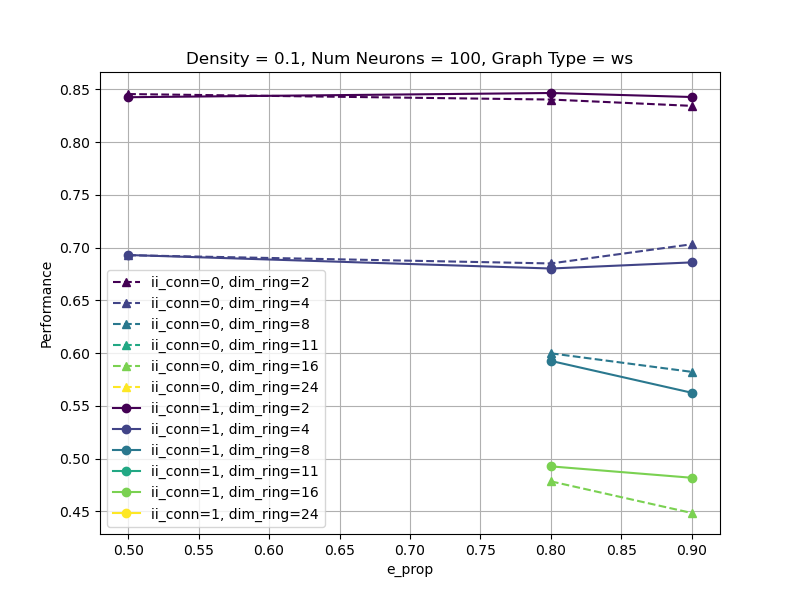 Density = 0.1, Num Neurons = 100, Graph Type = ws
Performance
0.85
0.80
0.75
0.70
0.65
0.60
0.55
0.50
0.45
ii_conn=0, dim_ring=2
ii_conn=0, dim_ring=4
ii_conn=0, dim_ring=8
ii_conn=0, dim_ring=11
ii_conn=0, dim_ring=16
ii_conn=0, dim_ring=24
ii_conn=1, dim_ring=2
ii_conn=1, dim_ring=4
ii_conn=1, dim_ring=8
ii_conn=1, dim_ring=11
ii_conn=1, dim_ring=16
ii_conn=1, dim_ring=24
0.50 0.55 0.60 0.65 0.70 0.75 0.80 0.85 0.90
e_prop